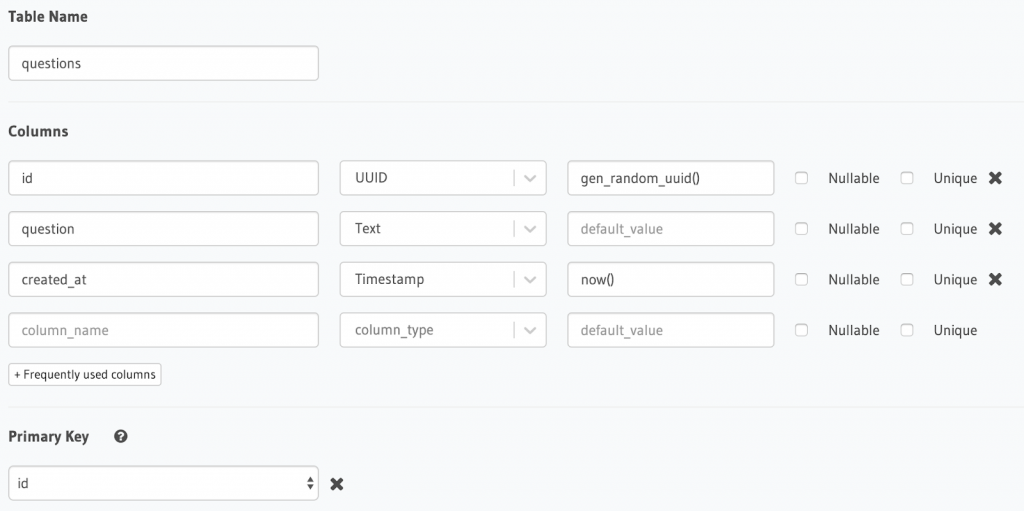 Table Name
questions
Columns
id UUID gen_random_uuid() Nullable Unique
question Text default_value Nullable Unique
created_at Timestamp now() Nullable Unique
column_name column_type default_value Nullable Unique
+ Frequently used columns
Primary Key ?
id